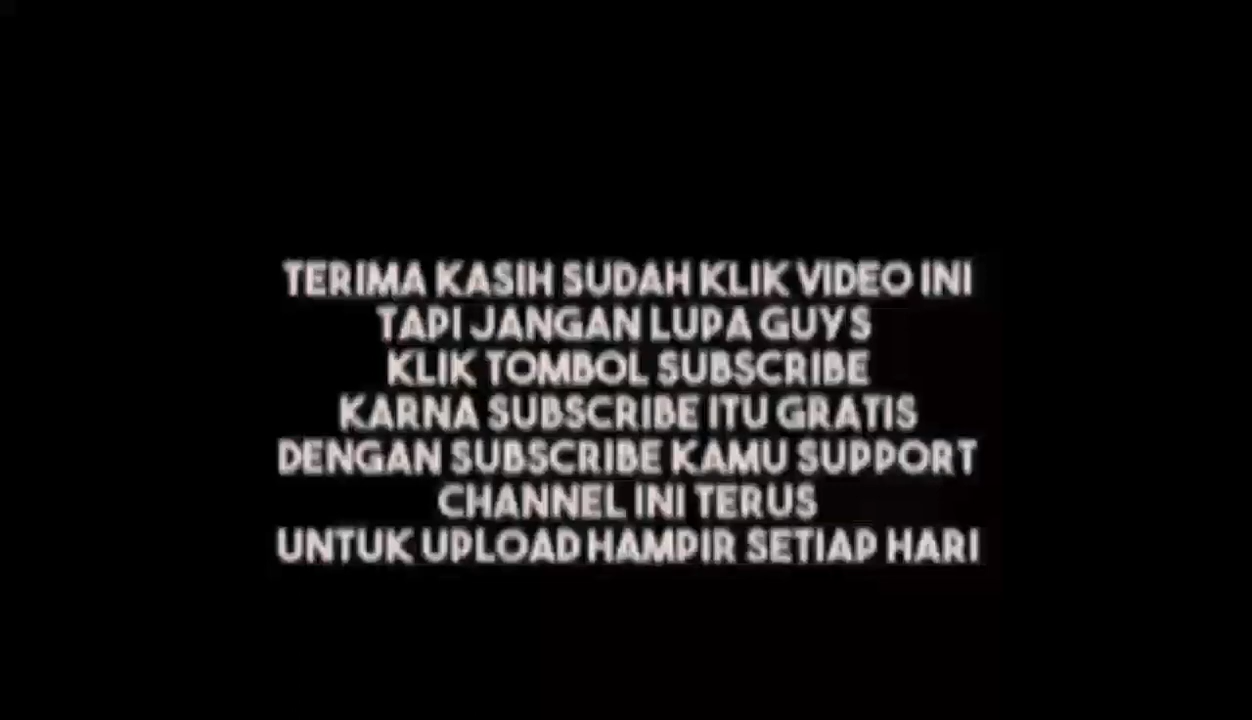 TERIMA KASIH SUDAH KLIK VIDEO INI
TAPI JANGAN LUPA GUYS
KLIK TOMBOL SUBSCRIBE
KARNA SUBSCRIBE ITU GRATIS
DENGAN SUBSCRIBE KAMU SUPPORT
CHANNEL INI TERUS
UNTUK UPLOAD HAMPIR SETIAP HARI